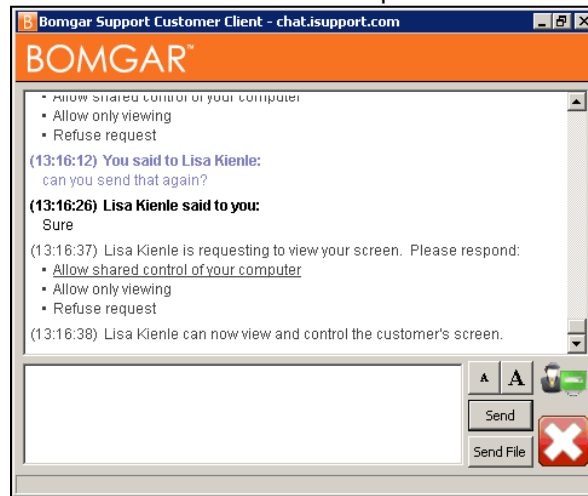 Bomgar Support Customer Client - chat.isupport.com
BOMGAR™
• Allow shared control of your computer
• Allow only viewing
• Refuse request
(13:16:12) You said to Lisa Kienle:
can you send that again?
(13:16:26) Lisa Kienle said to you:
Sure
(13:16:37) Lisa Kienle is requesting to view your screen. Please respond:
• Allow shared control of your computer
• Allow only viewing
• Refuse request
(13:16:38) Lisa Kienle can now view and control the customer's screen.
A A
Send
Send File